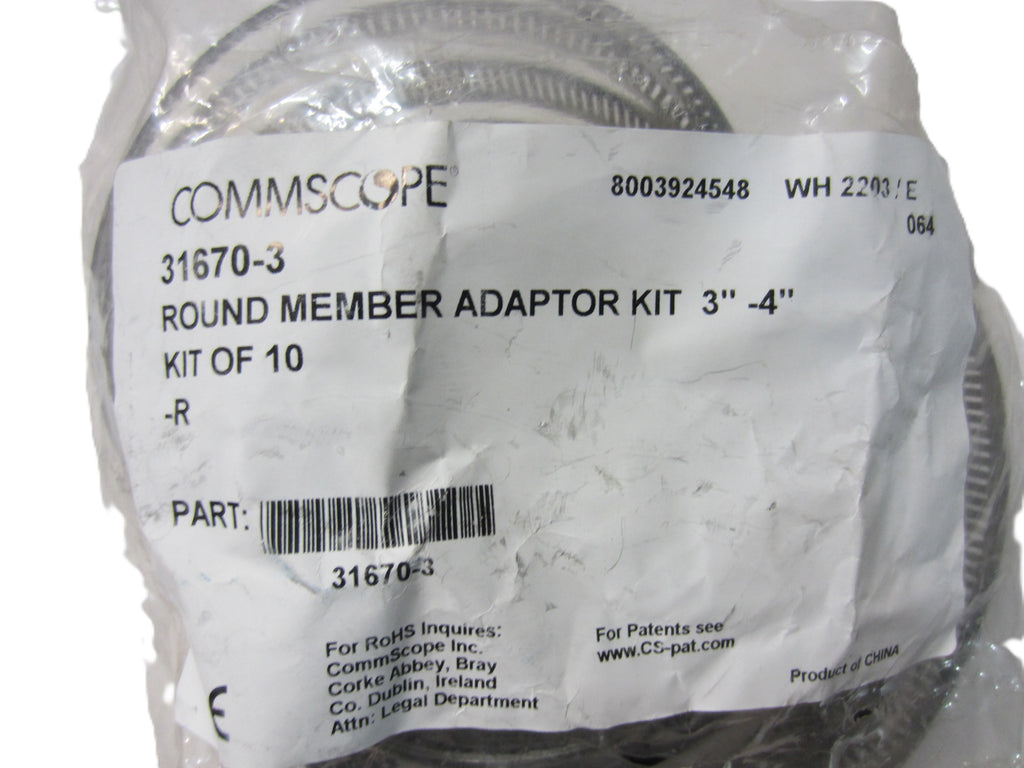 COMMSCOPE®
8003924548 WH 2203/E
064
31670-3
ROUND MEMBER ADAPTOR KIT 3" -4"
KIT OF 10
-R
PART:
31670-3
For RoHS Inquires:
CommScope Inc.
Corke Abbey, Bray
Co. Dublin, Ireland
Attn: Legal Department
For Patents see
www.CS-pat.com
Product of CHINA